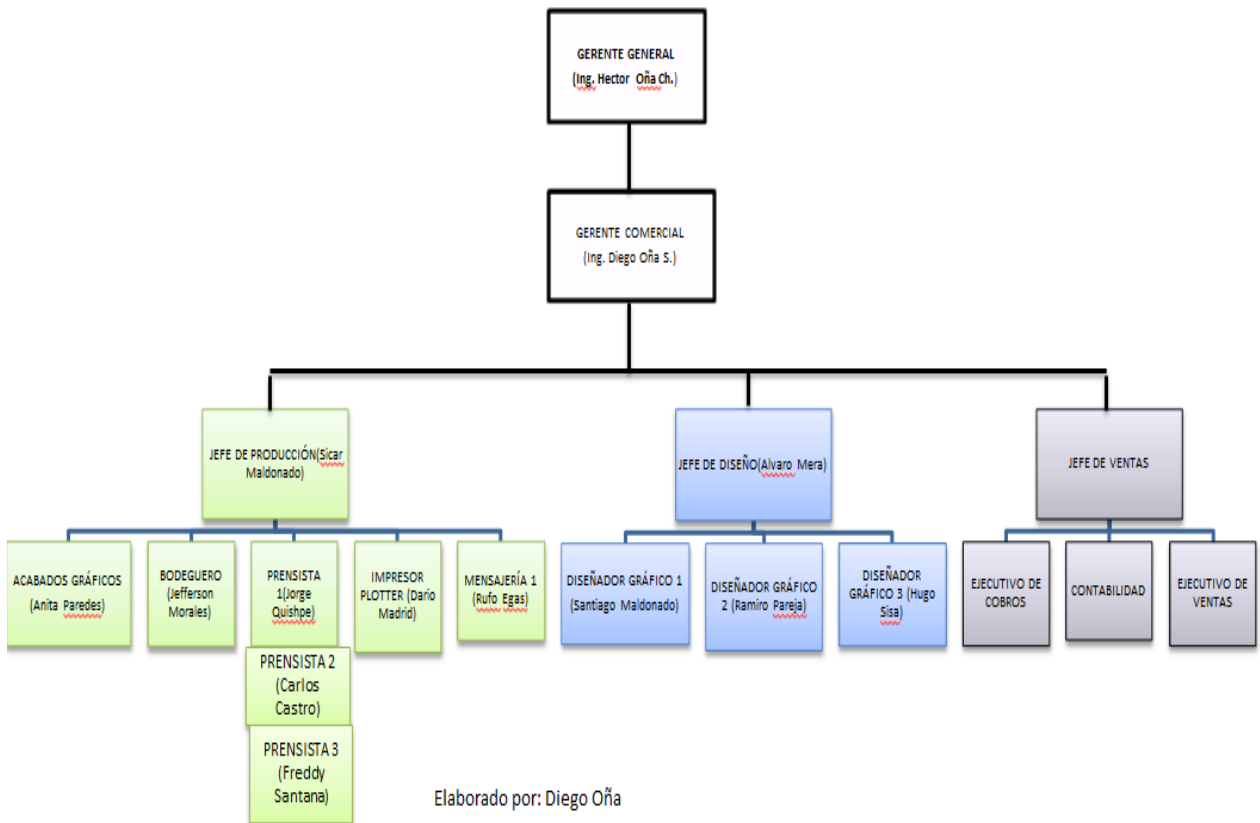 GERENTE GENERAL
(Ing. Hector Oña Ch.)
GERENTE COMERCIAL
(Ing. Diego Oña S.)
JEFE DE PRODUCCIÓN(Sicar
Maldonado)
JEFE DE DISEÑO(Alvaro Mera)
JEFE DE VENTAS
ACABADOS GRÁFICOS
(Anita Paredes)
BODEGUERO
(Jefferson
Morales)
PRENSISTA
1(Jorge
Quishpe)
IMPRESOR
PLOTTER (Dario
Madrid)
MENSAJERÍA 1
(Rufo Egas)
DISEÑADOR GRÁFICO 1
(Santiago Maldonado)
DISEÑADOR GRÁFICO
2 (Ramiro Pareja)
DISEÑADOR
GRÁFICO 3 (Hugo
Sisa)
EJECUTIVO DE
COBROS
CONTABILIDAD
EJECUTIVO DE
VENTAS
PRENSISTA 2
(Carlos
Castro)
PRENSISTA 3
(Freddy
Santana)
Elaborado por: Diego Oña